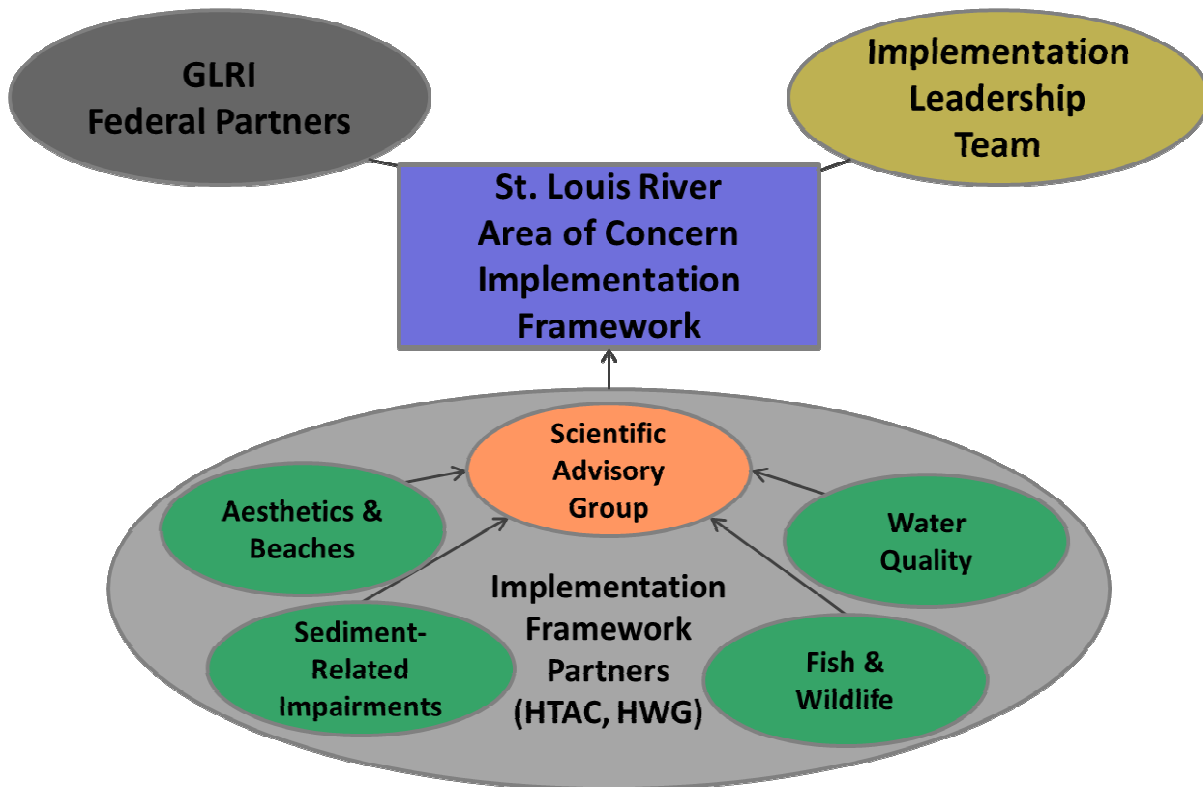 GLRI
Federal Partners
Implementation
Leadership
Team
St. Louis River
Area of Concern
Implementation
Framework
Scientific
Advisory
Group
Aesthetics &
Beaches
Water
Quality
Implementation
Framework
Partners
(HTAC, HWG)
Sediment-
Related
Impairments
Fish &
Wildlife